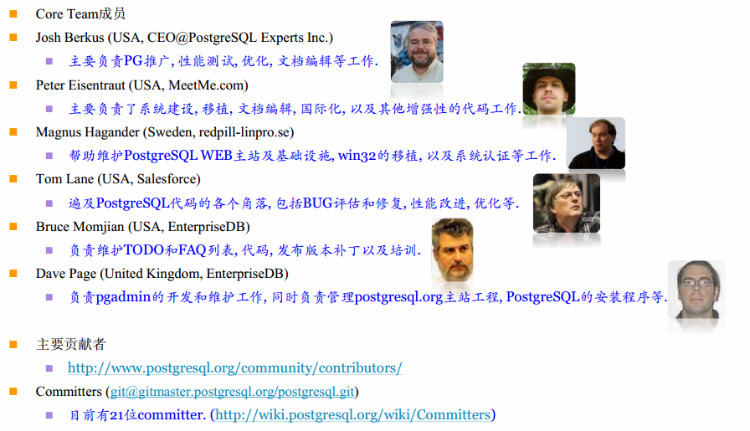 Core Team成员
Josh Berkus (USA, CEO@PostgreSQL Experts Inc.)
主要负责PG推广, 性能测试, 优化, 文档编辑等工作.
Peter Eisentraut (USA, MeetMe.com)
主要负责了系统建设, 移植, 文档编辑, 国际化, 以及其他增强性的代码工作.
Magnus Hagander (Sweden, redpill-linpro.se)
帮助维护PostgreSQL WEB主站及基础设施, win32的移植, 以及系统认证等工作.
Tom Lane (USA, Salesforce)
遍及PostgreSQL代码的各个角落, 包括BUG评估和修复, 性能改进, 优化等.
Bruce Momjian (USA, EnterpriseDB)
负责维护TODO和FAQ列表, 代码, 发布版本补丁以及培训.
Dave Page (United Kingdom, EnterpriseDB)
负责pgadmin的开发和维护工作, 同时负责管理postgresql.org主站工程, PostgreSQL的安装程序等.
主要贡献者
http://www.postgresql.org/community/contributors/
Committers (git@gitmaster.postgresql.org/postgresql.git)
目前有21位committer. (http://wiki.postgresql.org/wiki/Committers)